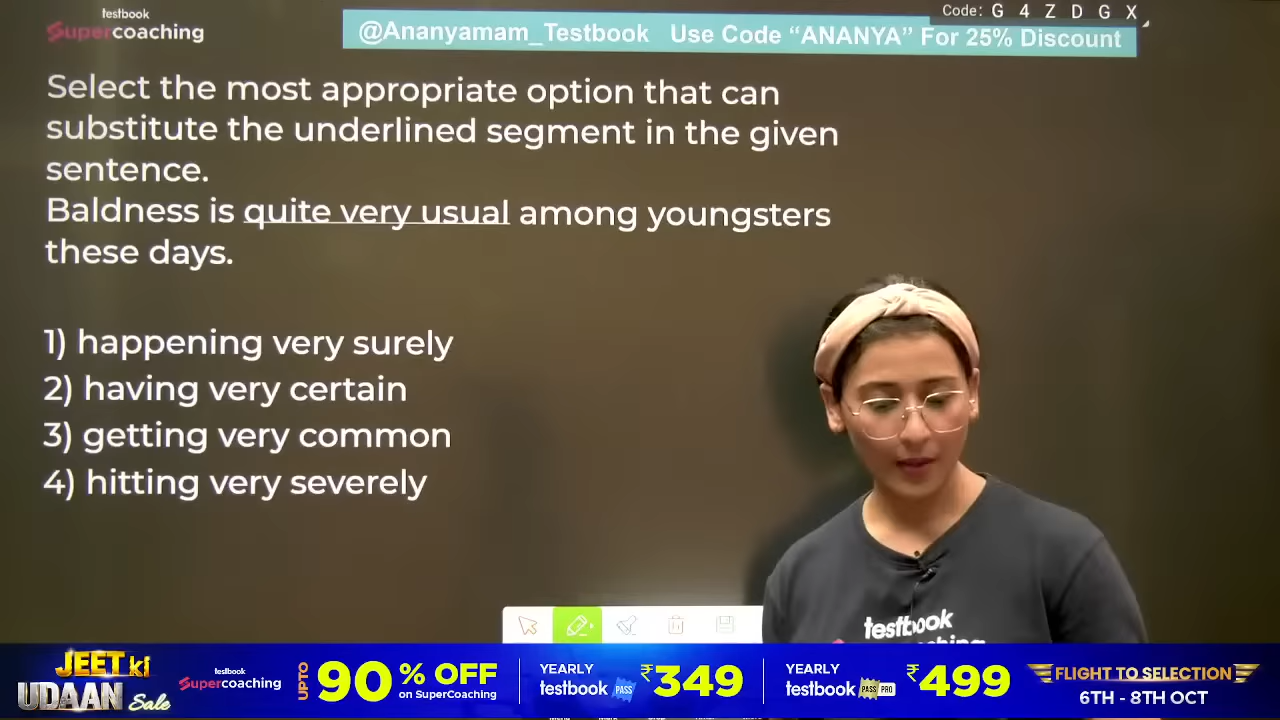 testbook
Supercoaching
@Ananyamam_Testbook Use Code “ANANYA” For 25% Discount
Code: G 4 Z D G X
Select the most appropriate option that can
substitute the underlined segment in the given
sentence.
Baldness is quite very usual among youngsters
these days.
1) happening very surely
2) having very certain
3) getting very common
4) hitting very severely
testbook
JEET ki
UDAAN Sale
testbook
Supercoaching
UPTO 90% OFF
on SuperCoaching
YEARLY
testbook PASS
₹349
YEARLY
testbook PASS PRO
₹499
FLIGHT TO SELECTION
6TH - 8TH OCT